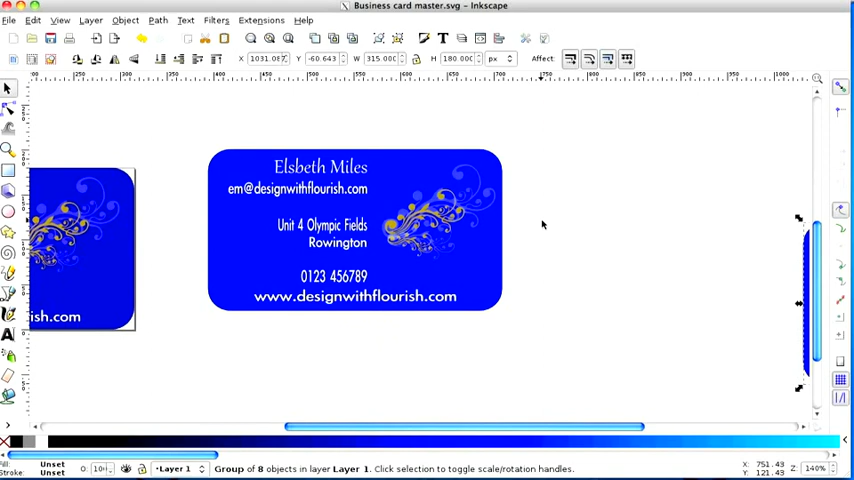 Business card master.svg - Inkscape
File Edit View Layer Object Path Text Filters Extensions Help
X 1031.087 Y -60.643 W 315.000 H 180.000 px Affect:
Elsbeth Miles
em@designwithflourish.com
Unit 4 Olympic Fields
Rowington
0123 456789
www.designwithflourish.com
ish.com
Fill: Unset
Stroke: Unset
O: 10
•Layer 1
Group of 8 objects in layer Layer 1. Click selection to toggle scale/rotation handles.
X: 751.43
Y: 121.43
Z: 140%